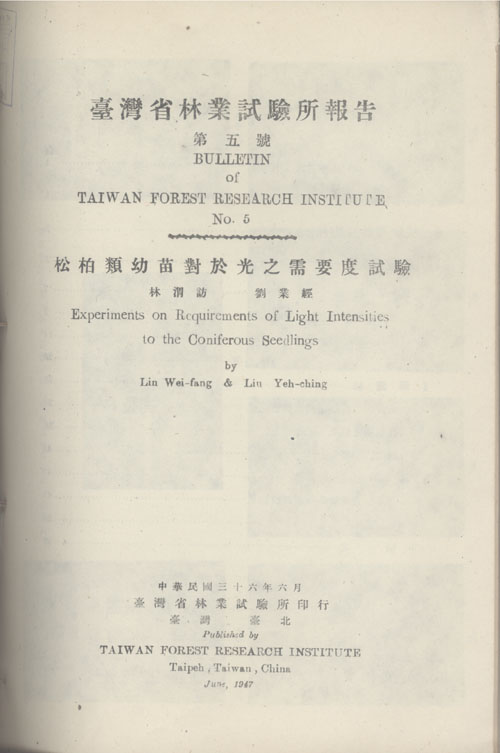 臺灣省林業試驗所報告
第五號
BULLETIN
of
TAIWAN FOREST RESEARCH INSTITUTE
No. 5
松柏類幼苗對於光之需要度試驗
林渭訪 劉業經
Experiments on Requirements of Light Intensities
to the Coniferous Seedlings
by
Lin Wei-fang & Liu Yeh-ching
中華民國三十六年六月
臺灣省林業試驗所印行
臺灣 臺北
Published by
TAIWAN FOREST RESEARCH INSTITUTE
Taipeh, Taiwan, China
June, 1947